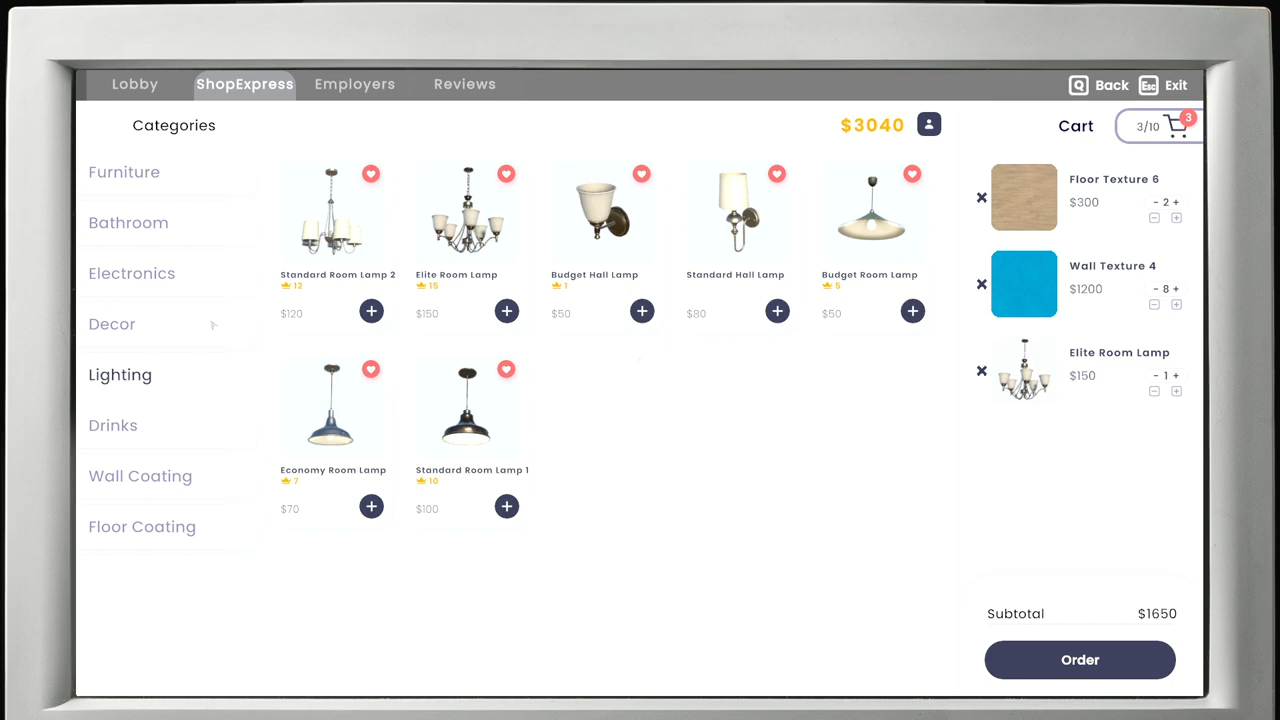 Lobby ShopExpress Employers Reviews Q Back Esc Exit
Categories $3040 Cart 3/10 3
Furniture
Bathroom
Electronics
Decor
Lighting
Drinks
Wall Coating
Floor Coating
Standard Room Lamp 2 Elite Room Lamp Budget Hall Lamp Standard Hall Lamp Budget Room Lamp
12 15 1 5
$120 $150 $50 $80 $50
Economy Room Lamp Standard Room Lamp 1
7 10
$70 $100
Floor Texture 6
$300 - 2 +
Wall Texture 4
$1200 - 8 +
Elite Room Lamp
$150 - 1 +
Subtotal $1650
Order